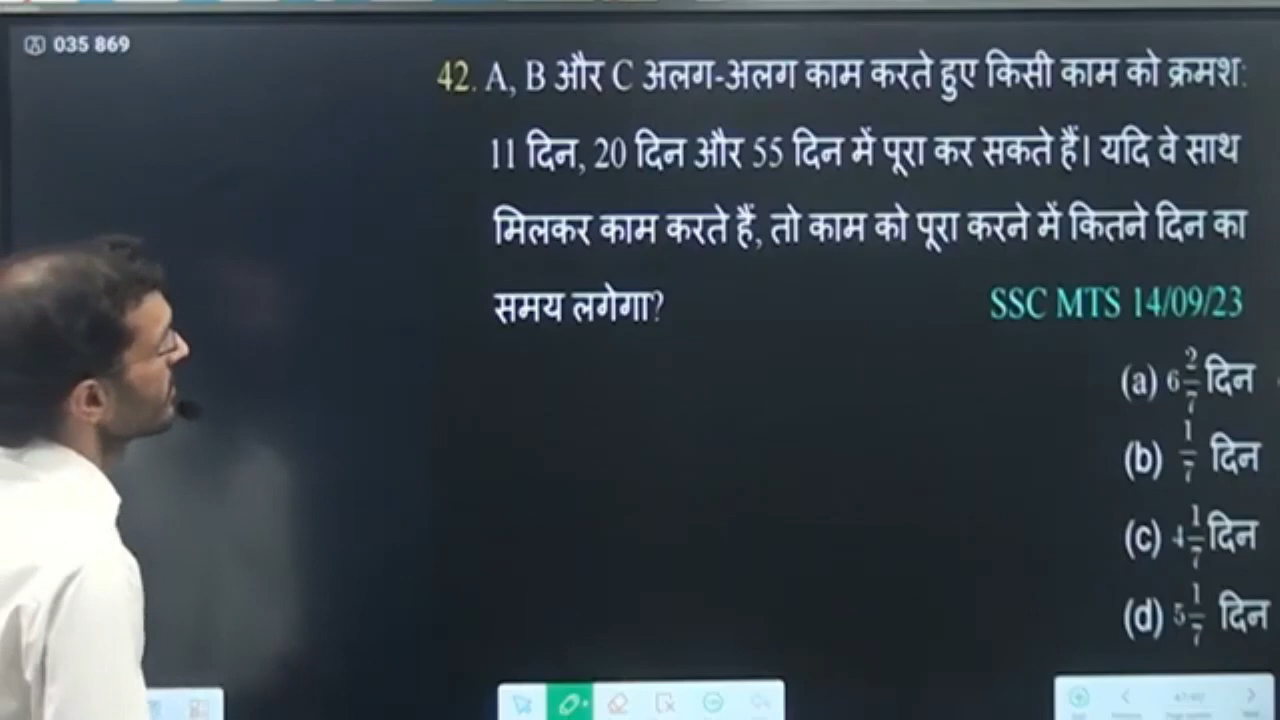 035 869
42. A, B और C अलग-अलग काम करते हुए किसी काम को क्रमश:
11 दिन, 20 दिन और 55 दिन में पूरा कर सकते हैं। यदि वे साथ
मिलकर काम करते हैं, तो काम को पूरा करने में कितने दिन का
समय लगेगा?
SSC MTS 14/09/23
(a) 6 2/7 दिन
(b) 1/7 दिन
(c) 4 1/7 दिन
(d) 5 1/7 दिन